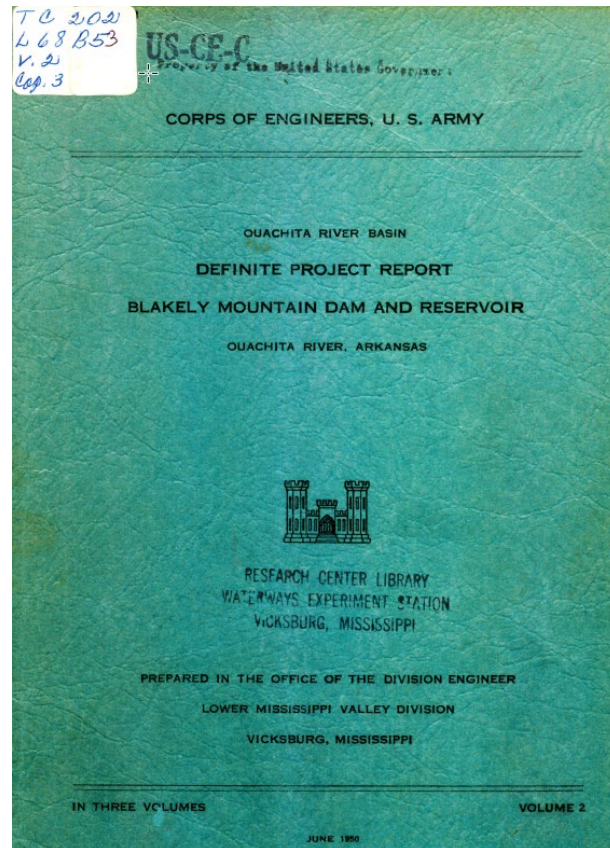 TC 202
L68 B53
V. 2
Cop. 3
US-CE-C
Property of the United States Government
CORPS OF ENGINEERS, U. S. ARMY
OUACHITA RIVER BASIN
DEFINITE PROJECT REPORT
BLAKELY MOUNTAIN DAM AND RESERVOIR
OUACHITA RIVER, ARKANSAS
RESEARCH CENTER LIBRARY
WATERWAYS EXPERIMENT STATION
VICKSBURG, MISSISSIPPI
PREPARED IN THE OFFICE OF THE DIVISION ENGINEER
LOWER MISSISSIPPI VALLEY DIVISION
VICKSBURG, MISSISSIPPI
IN THREE VOLUMES VOLUME 2
JUNE 1950